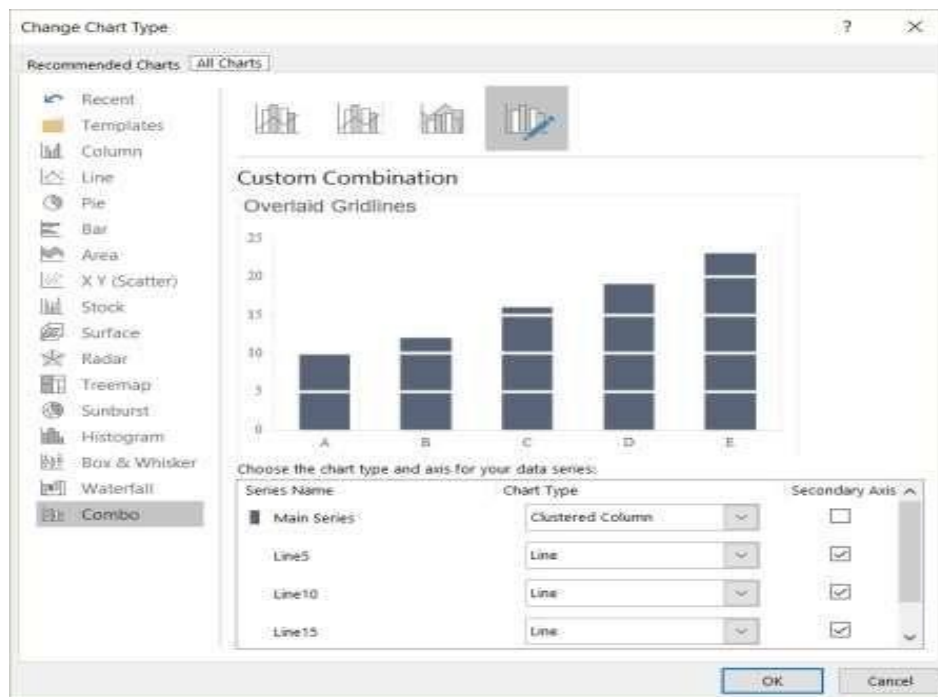 Change Chart Type ?
Recommended Charts All Charts
Recent
Templates
Column
Line
Pie
Bar
Area
X Y (Scatter)
Stock
Surface
Radar
Treemap
Sunburst
Histogram
Box & Whisker
Waterfall
Combo
Custom Combination
Overlaid Gridlines
25
20
15
10
5
0
A B C D E
Choose the chart type and axis for your data series:
Series Name Chart Type Secondary Axis
Main Series Clustered Column
Line5 Line
Line10 Line
Line15 Line
OK Cancel